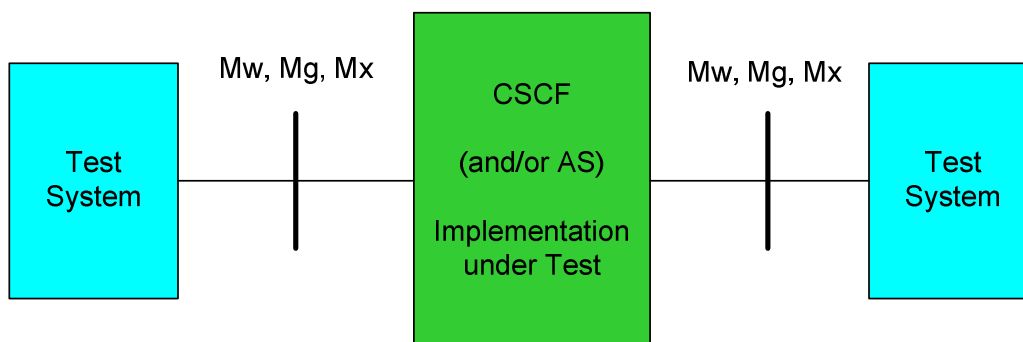 Mw, Mg, Mx
Test
System
CSCF
(and/or AS)
Implementation
under Test
Mw, Mg, Mx
Test
System